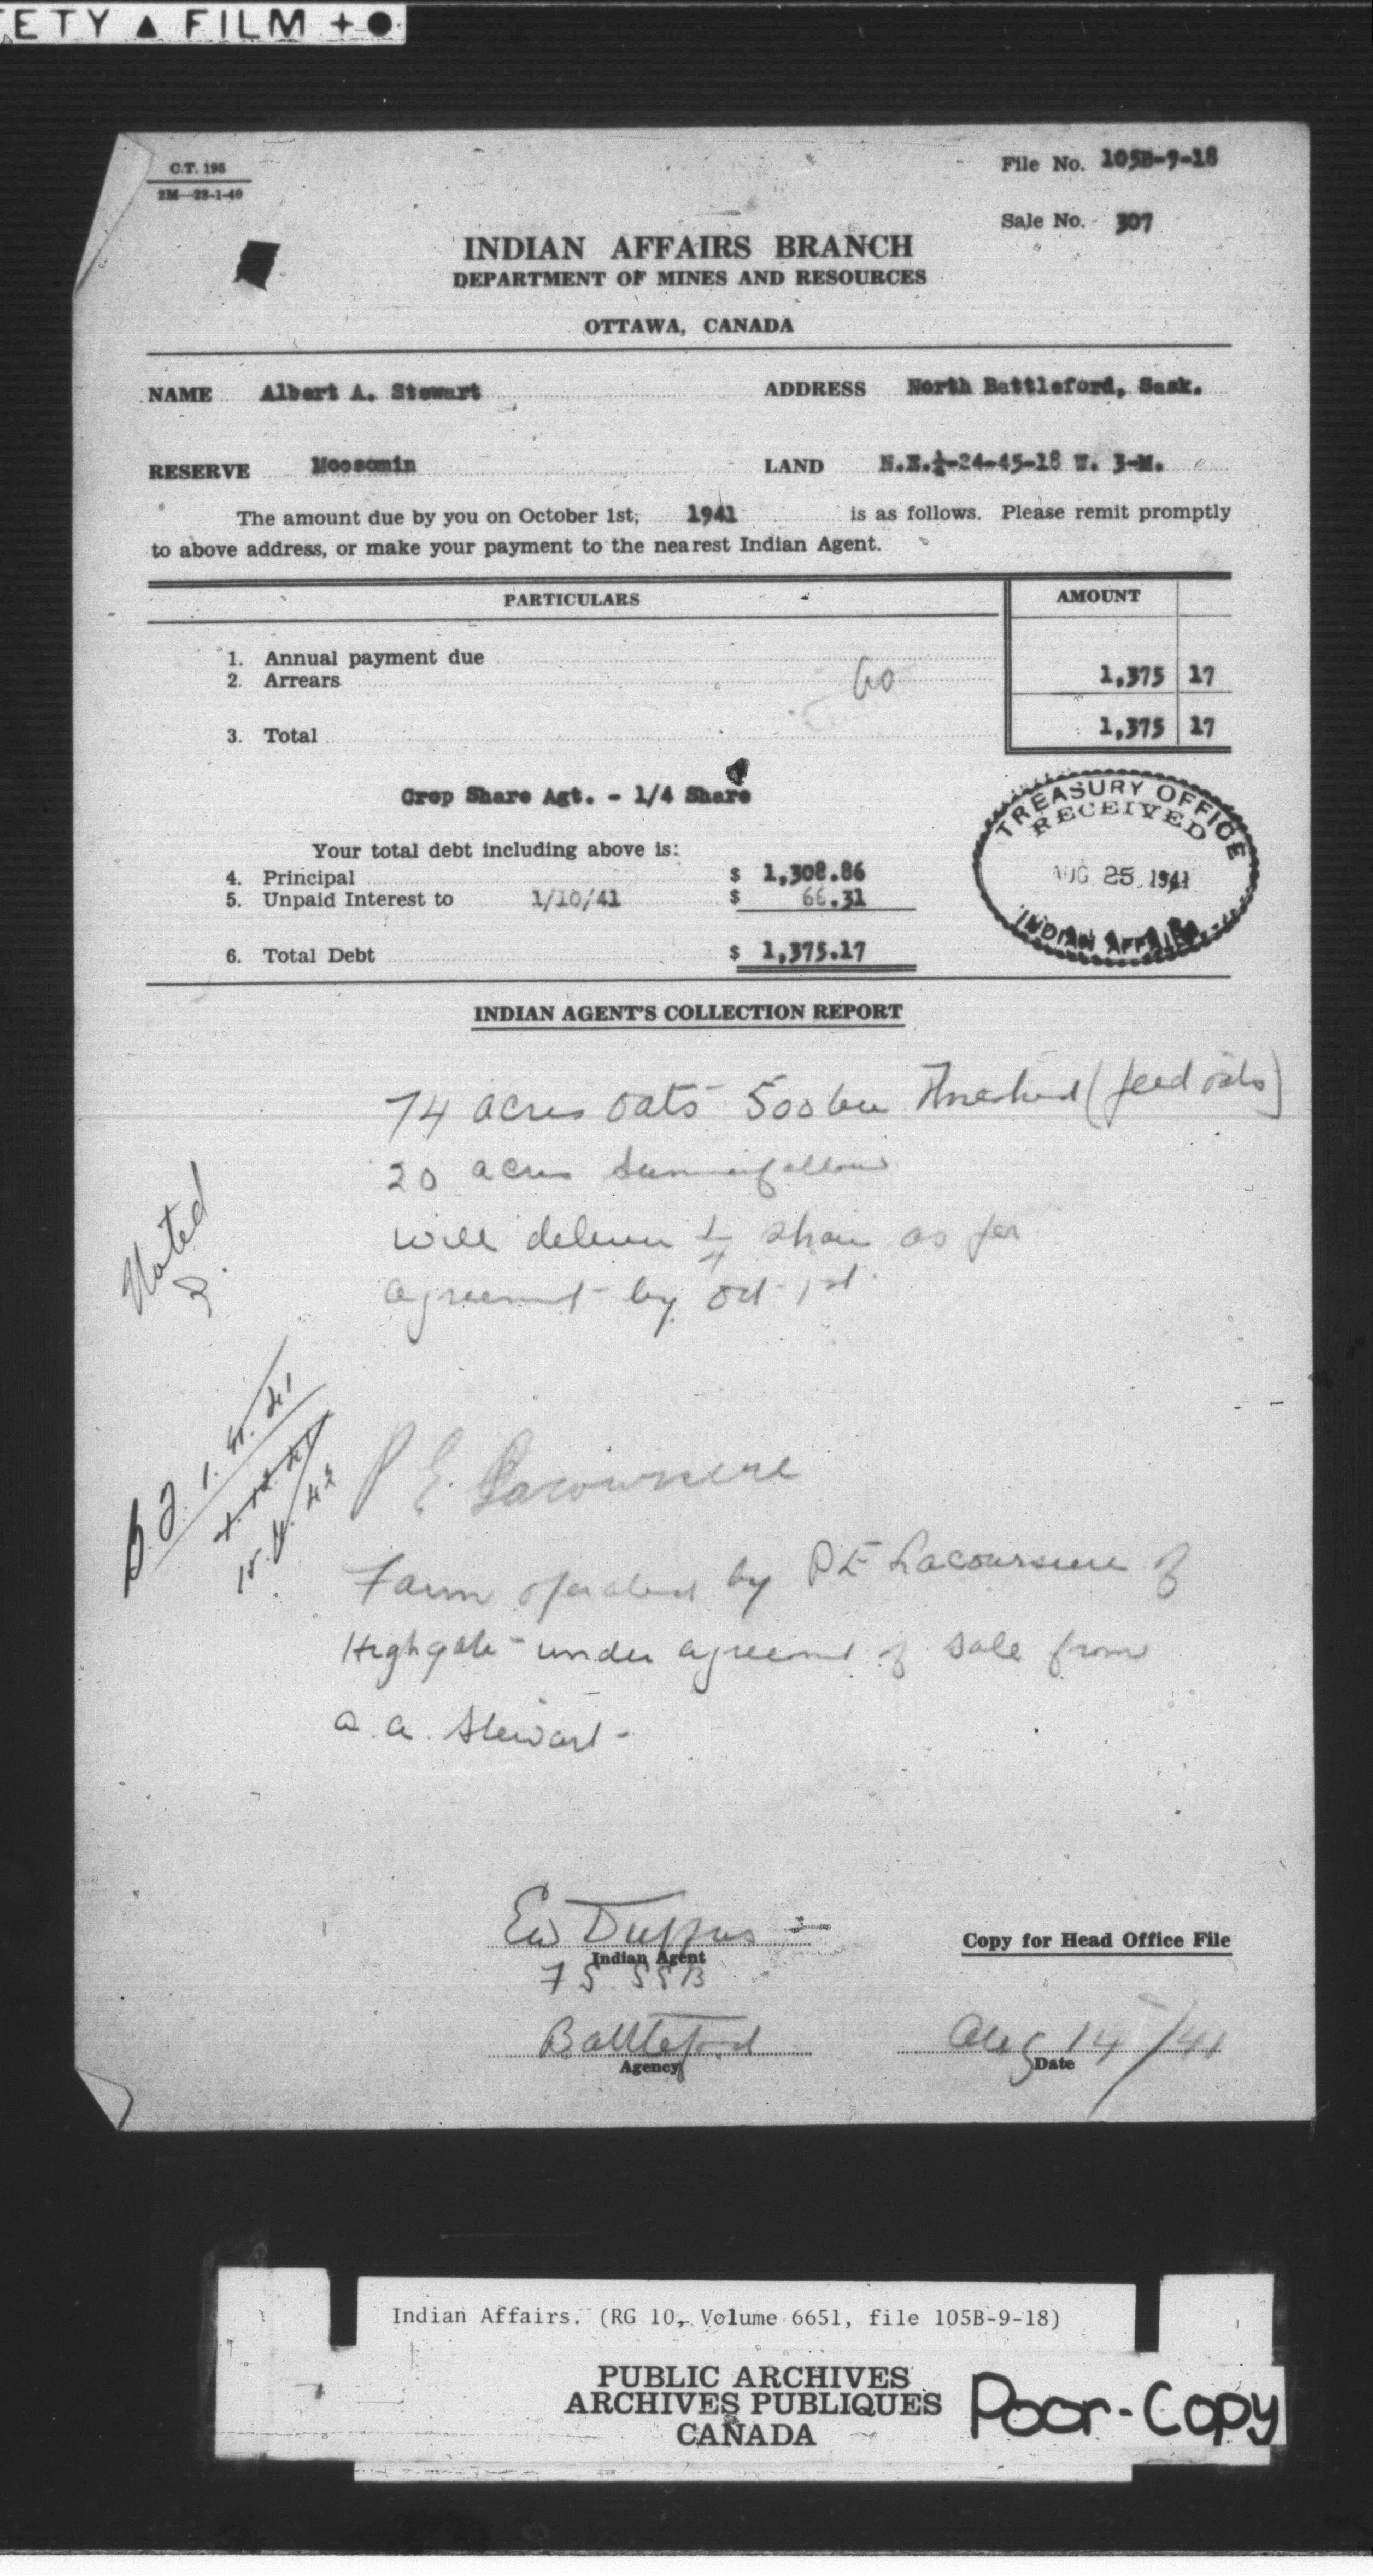 ETY ▲ FILM + ●
C.T. 195
2M—23-1-40
File No. 105B-9-18
Sale No. 307
INDIAN AFFAIRS BRANCH
DEPARTMENT OF MINES AND RESOURCES
OTTAWA, CANADA
NAME Albert A. Stewart ADDRESS North Battleford, Sask.
RESERVE Moosomin LAND N.E.¼-24-45-18 W. 3-M.
The amount due by you on October 1st, 1941 is as follows. Please remit promptly
to above address, or make your payment to the nearest Indian Agent.
PARTICULARS AMOUNT
1. Annual payment due
2. Arrears 1,375 17
3. Total 1,375 17
Crop Share Agt. - 1/4 Share
TREASURY OFFICE
RECEIVED
AUG 25 1941
INDIAN AFFAIRS
Your total debt including above is:
4. Principal $ 1,308.86
5. Unpaid Interest to 1/10/41 $ 66.31
6. Total Debt $ 1,375.17
INDIAN AGENT'S COLLECTION REPORT
74 acres oats 500 bu Threshed (feed oats)
20 acres Summerfallow
will deliver ¼ share as per
agreement by Oct 1st.
Noted
P E. Lacoursiere
Farm operated by P E Lacoursiere of
Highgate under agreement of sale from
a. a. Stewart -
Indian Agent
Battleford
Agency
Copy for Head Office File
Aug 14/41
Date
Indian Affairs. (RG 10, Volume 6651, file 105B-9-18)
PUBLIC ARCHIVES
ARCHIVES PUBLIQUES
CANADA
Poor-Copy